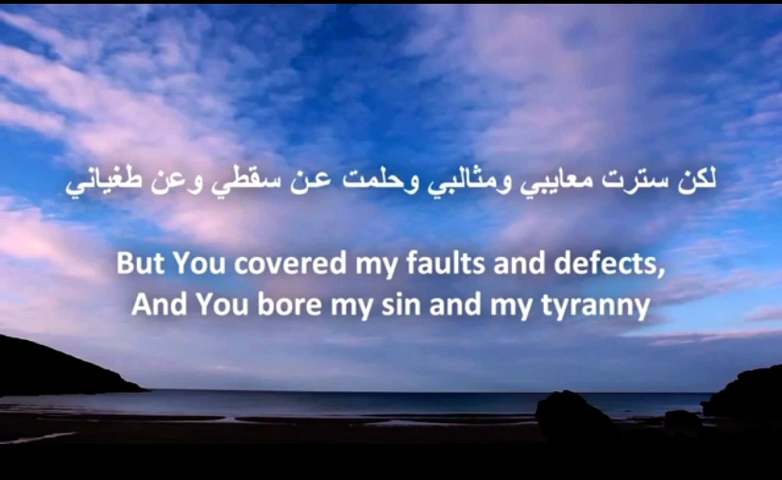 لكن سترت معايبي ومثالبي وحلمت عن سقطي وعن طغياني
But You covered my faults and defects,
And You bore my sin and my tyranny